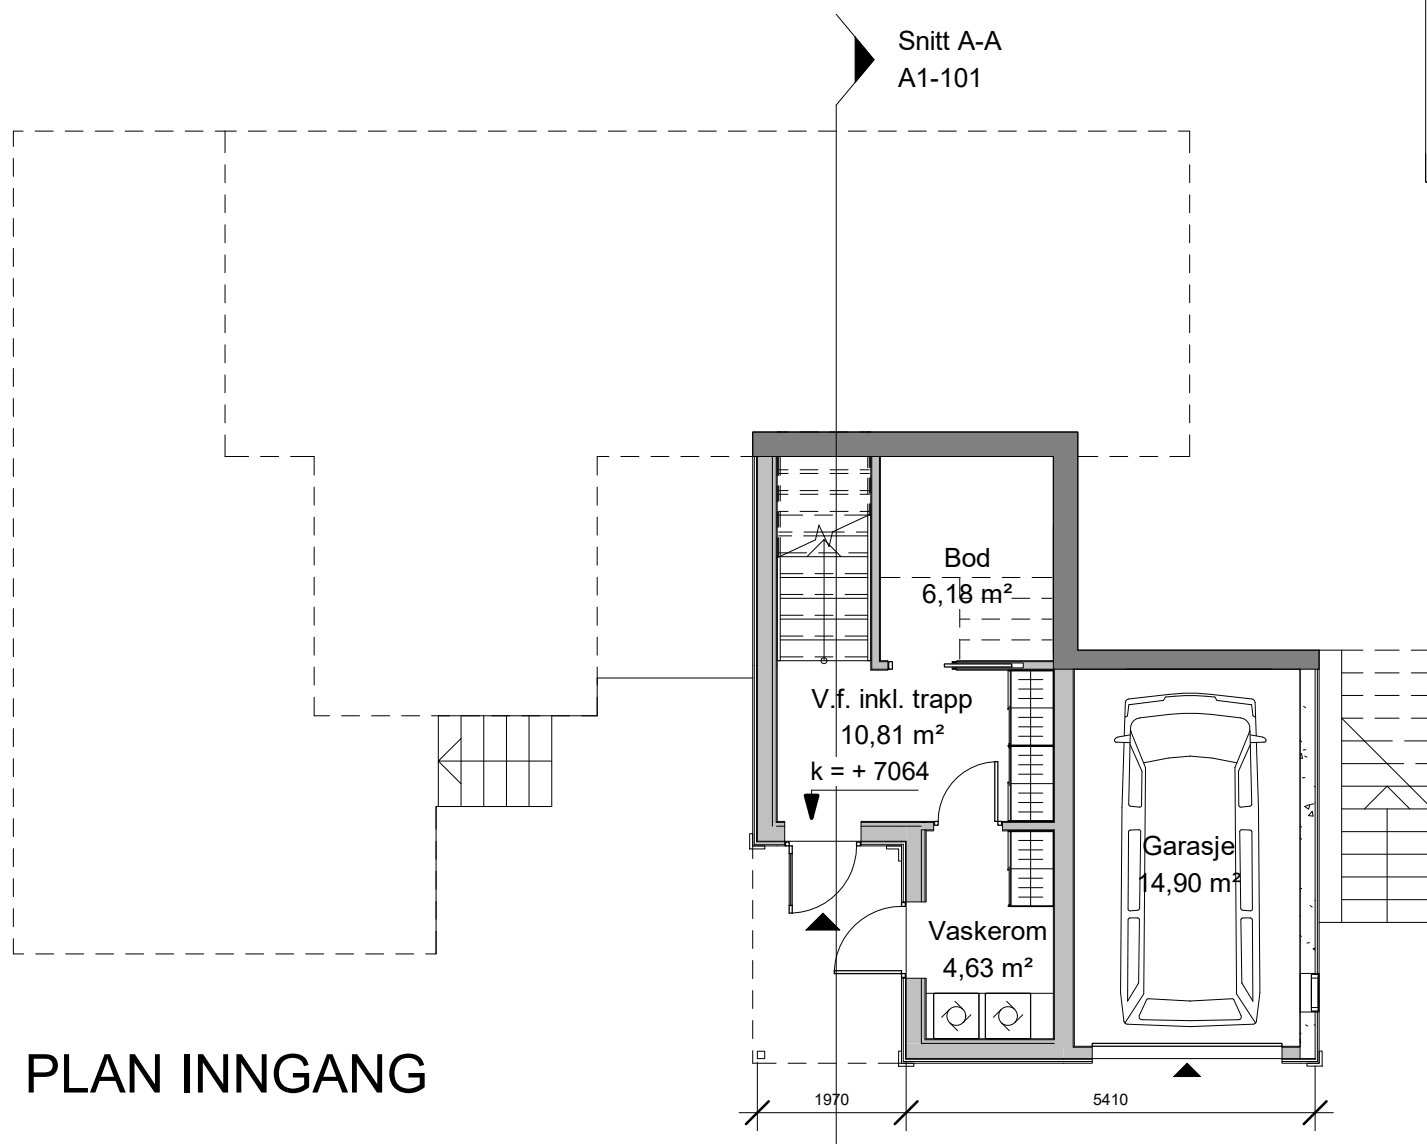 Snitt A-A
A1-101
Bod
6,18 m²
V.f. inkl. trapp
10,81 m²
k = + 7064
Garasje
14,90 m²
Vaskerom
4,63 m²
PLAN INNGANG
1970
5410